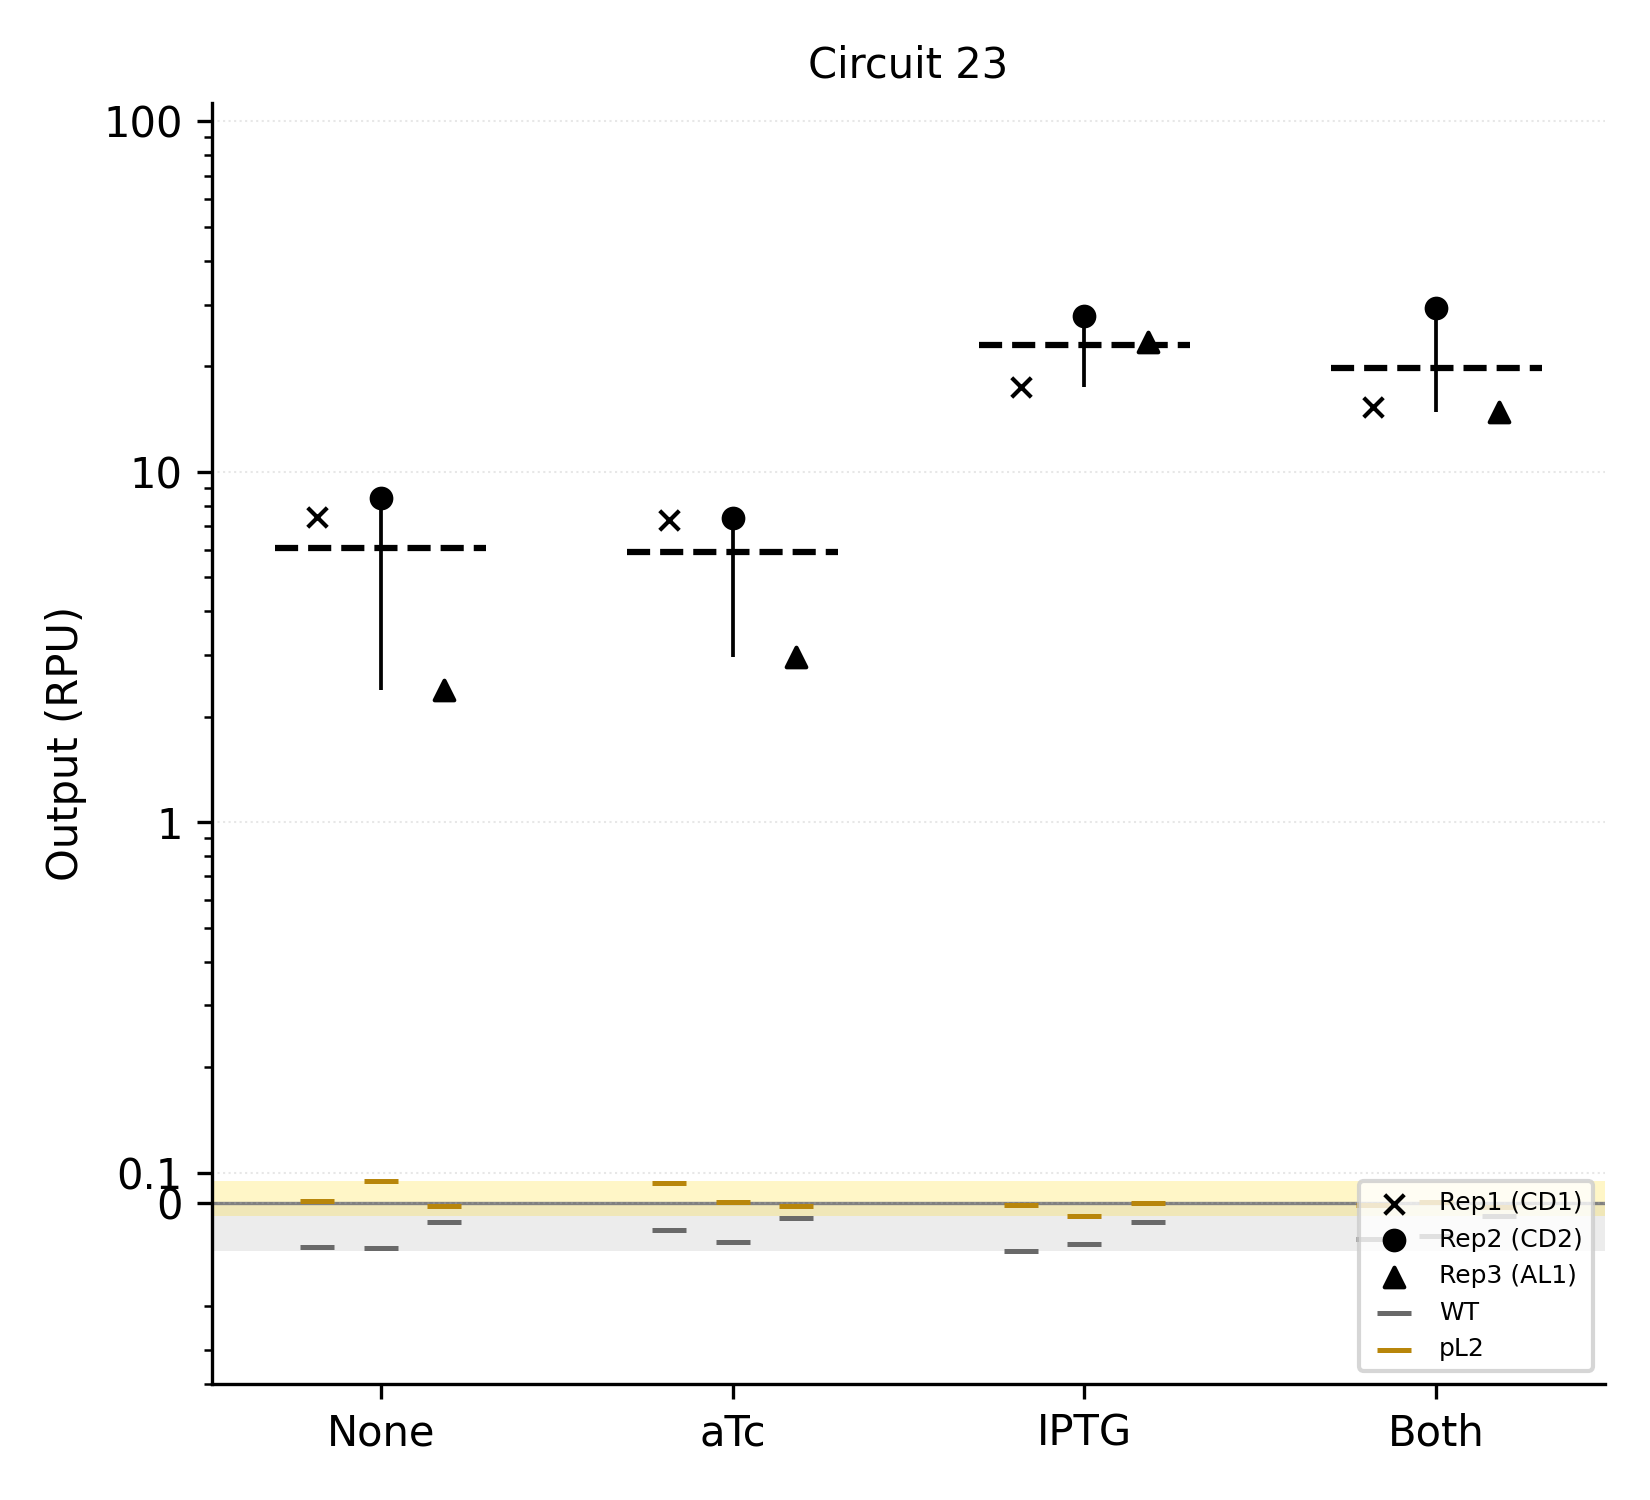 Circuit 23
100
10
1
0.1
0
Output (RPU)
Rep1 (CD1)
Rep2 (CD2)
Rep3 (AL1)
WT
pL2
None
aTc
IPTG
Both